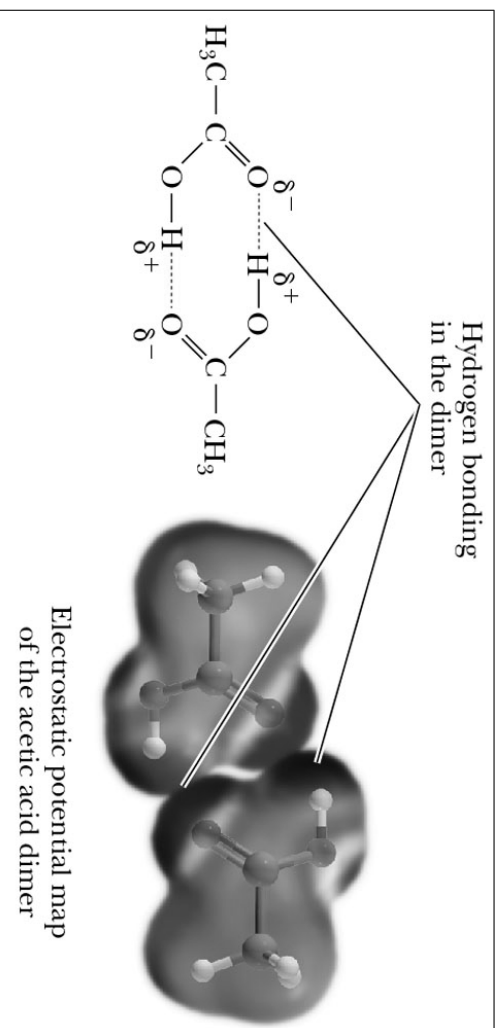 Hydrogen bonding
in the dimer
δ− δ+
O H—O
H₃C—C C—CH₃
O—H O
δ+ δ−
Electrostatic potential map
of the acetic acid dimer